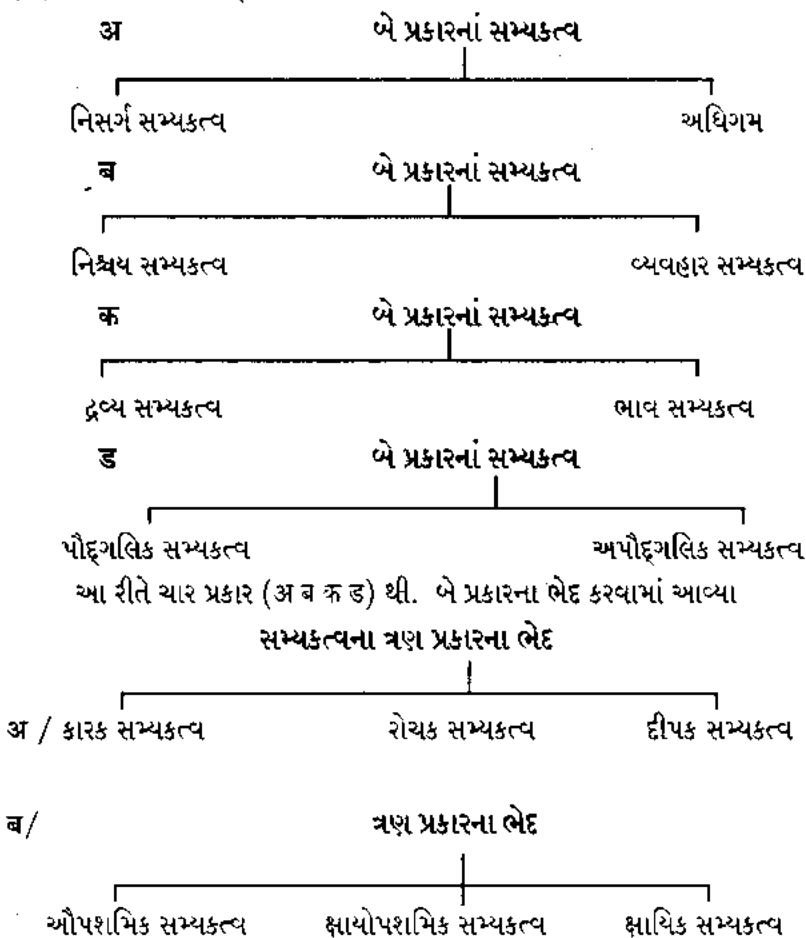 अ બે પ્રકારનાં સમ્યકત્વ
નિસર્ગ સમ્યકત્વ અધિગમ
ब બે પ્રકારનાં સમ્યકત્વ
નિશ્ચય સમ્યકત્વ વ્યવહાર સમ્યકત્વ
क બે પ્રકારનાં સમ્યકત્વ
દ્રવ્ય સમ્યકત્વ ભાવ સમ્યકત્વ
ड બે પ્રકારનાં સમ્યકત્વ
પૌદ્ગલિક સમ્યકત્વ અપૌદ્ગલિક સમ્યકત્વ
આ રીતે ચાર પ્રકાર (अ ब क ड) થી. બે પ્રકારના ભેદ કરવામાં આવ્યા
સમ્યકત્વના ત્રણ પ્રકારના ભેદ
अ / કારક સમ્યકત્વ રોચક સમ્યકત્વ દીપક સમ્યકત્વ
ब/ ત્રણ પ્રકારના ભેદ
ઔપશમિક સમ્યકત્વ ક્ષાયોપશમિક સમ્યકત્વ ક્ષાયિક સમ્યકત્વ